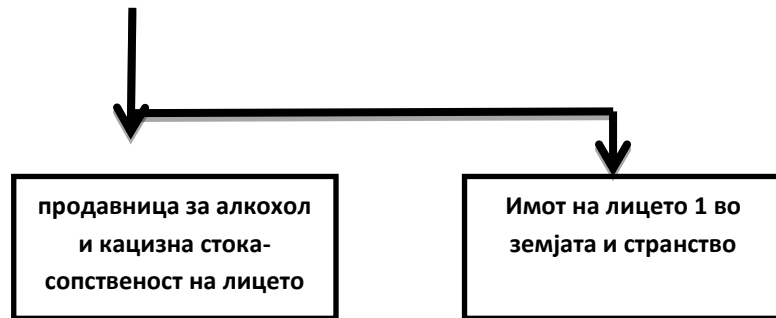 продавница за алкохол
и кацизна стока-
сопственост на лицето
Имот на лицето 1 во
земјата и странство